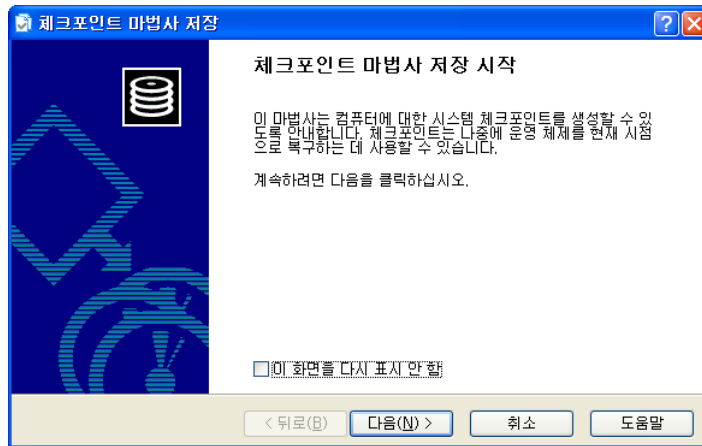 체크포인트 마법사 저장
체크포인트 마법사 저장 시작
이 마법사는 컴퓨터에 대한 시스템 체크포인트를 생성할 수 있
도록 안내합니다. 체크포인트는 나중에 운영 체제를 현재 시점
으로 복구하는 데 사용할 수 있습니다.
계속하려면 다음을 클릭하십시오.
이 화면을 다시 표시 안 함
< 뒤로(B) 다음(N) > 취소 도움말